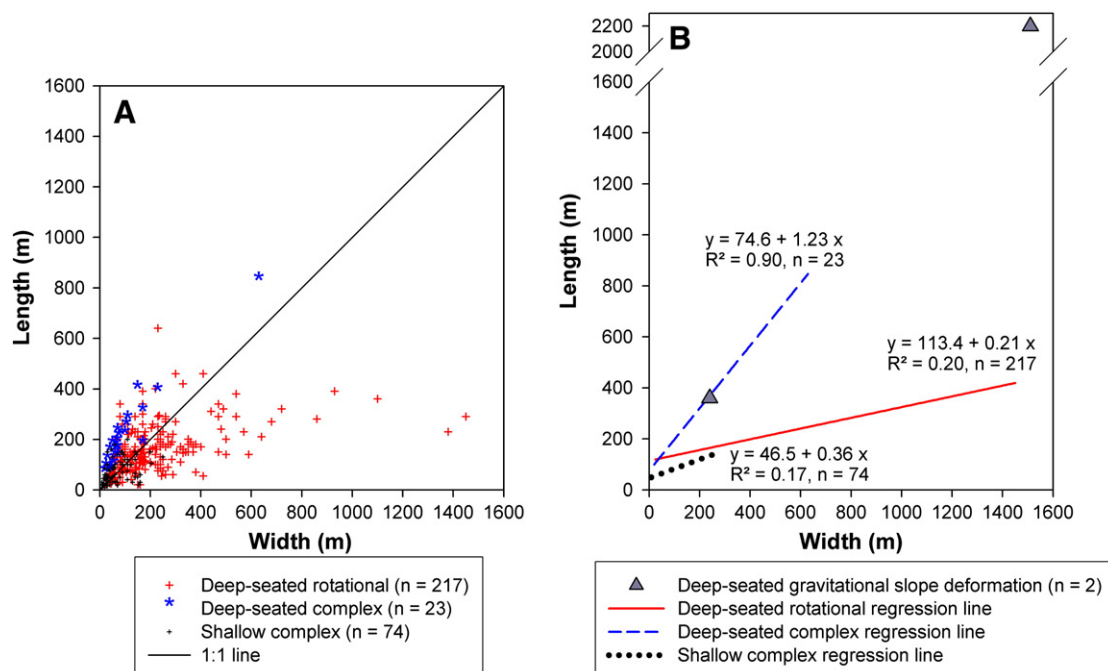 A
1600
1400
1200
1000
800
600
400
200
0
Length (m)
0 200 400 600 800 1000 1200 1400 1600
Width (m)
Deep-seated rotational (n = 217)
Deep-seated complex (n = 23)
Shallow complex (n = 74)
1:1 line
B
2200
2000
1600
1400
1200
1000
800
600
400
200
0
Length (m)
y = 74.6 + 1.23 x
R² = 0.90, n = 23
y = 113.4 + 0.21 x
R² = 0.20, n = 217
y = 46.5 + 0.36 x
R² = 0.17, n = 74
0 200 400 600 800 1000 1200 1400 1600
Width (m)
Deep-seated gravitational slope deformation (n = 2)
Deep-seated rotational regression line
Deep-seated complex regression line
Shallow complex regression line